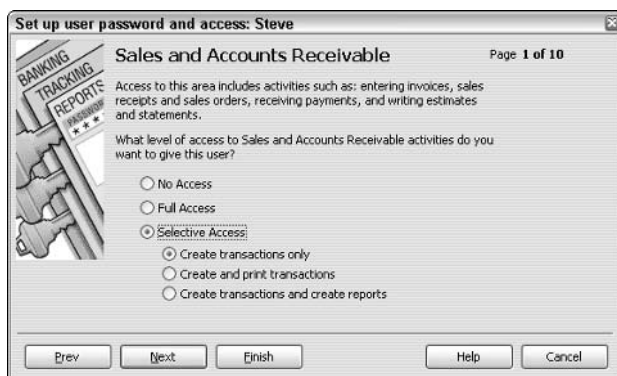 Set up user password and access: Steve
BANKING
TRACKING
REPORTS
PASSWOR
* * * *
Sales and Accounts Receivable
Page 1 of 10
Access to this area includes activities such as: entering invoices, sales
receipts and sales orders, receiving payments, and writing estimates
and statements.
What level of access to Sales and Accounts Receivable activities do you
want to give this user?
No Access
Full Access
Selective Access
Create transactions only
Create and print transactions
Create transactions and create reports
Prev
Next
Finish
Help
Cancel